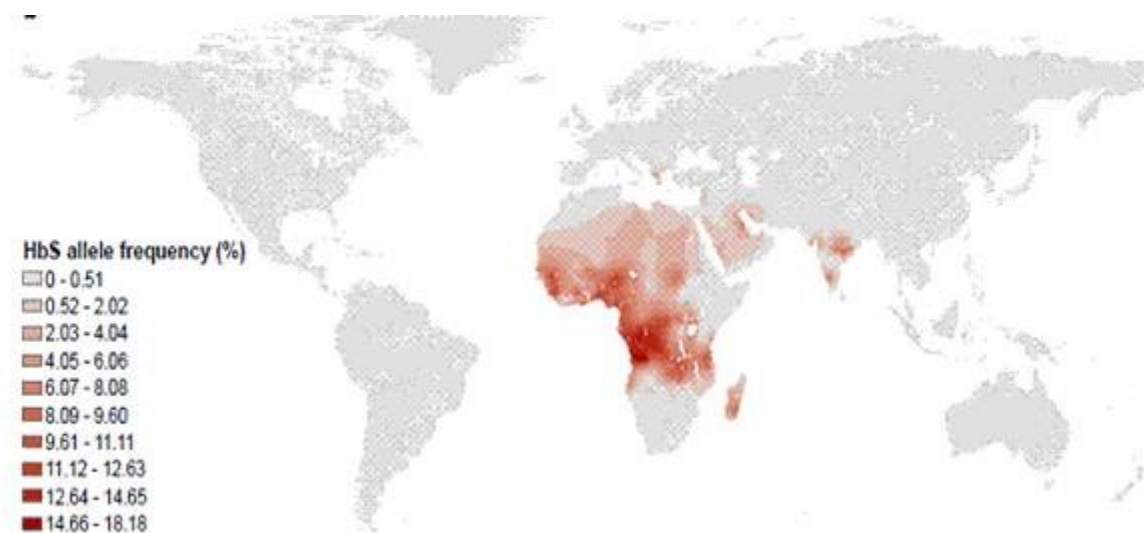 HbS allele frequency (%)
0 - 0.51
0.52 - 2.02
2.03 - 4.04
4.05 - 6.06
6.07 - 8.08
8.09 - 9.60
9.61 - 11.11
11.12 - 12.63
12.64 - 14.65
14.66 - 18.18